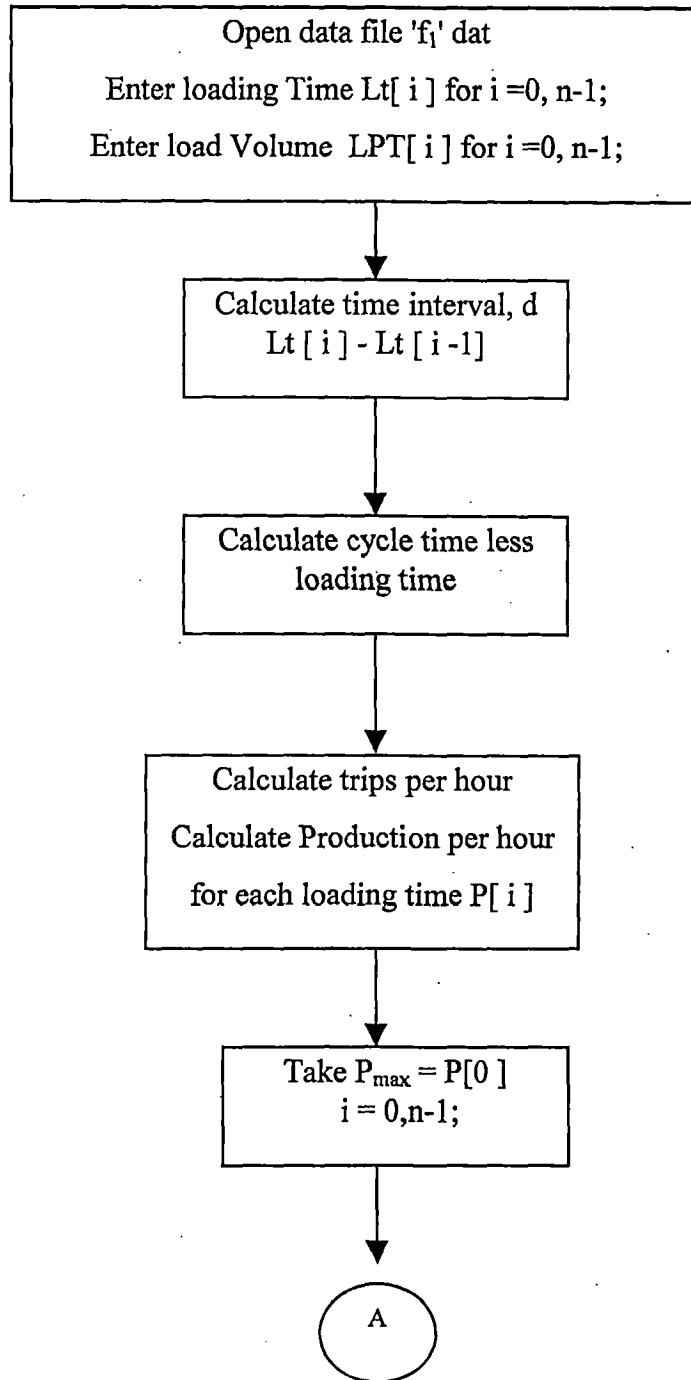 Open data file 'f1' dat
Enter loading Time Lt[ i ] for i =0, n-1;
Enter load Volume LPT[ i ] for i =0, n-1;
Calculate time interval, d
Lt [ i ] - Lt [ i -1]
Calculate cycle time less
loading time
Calculate trips per hour
Calculate Production per hour
for each loading time P[ i ]
Take Pmax = P[0 ]
i = 0,n-1;
A